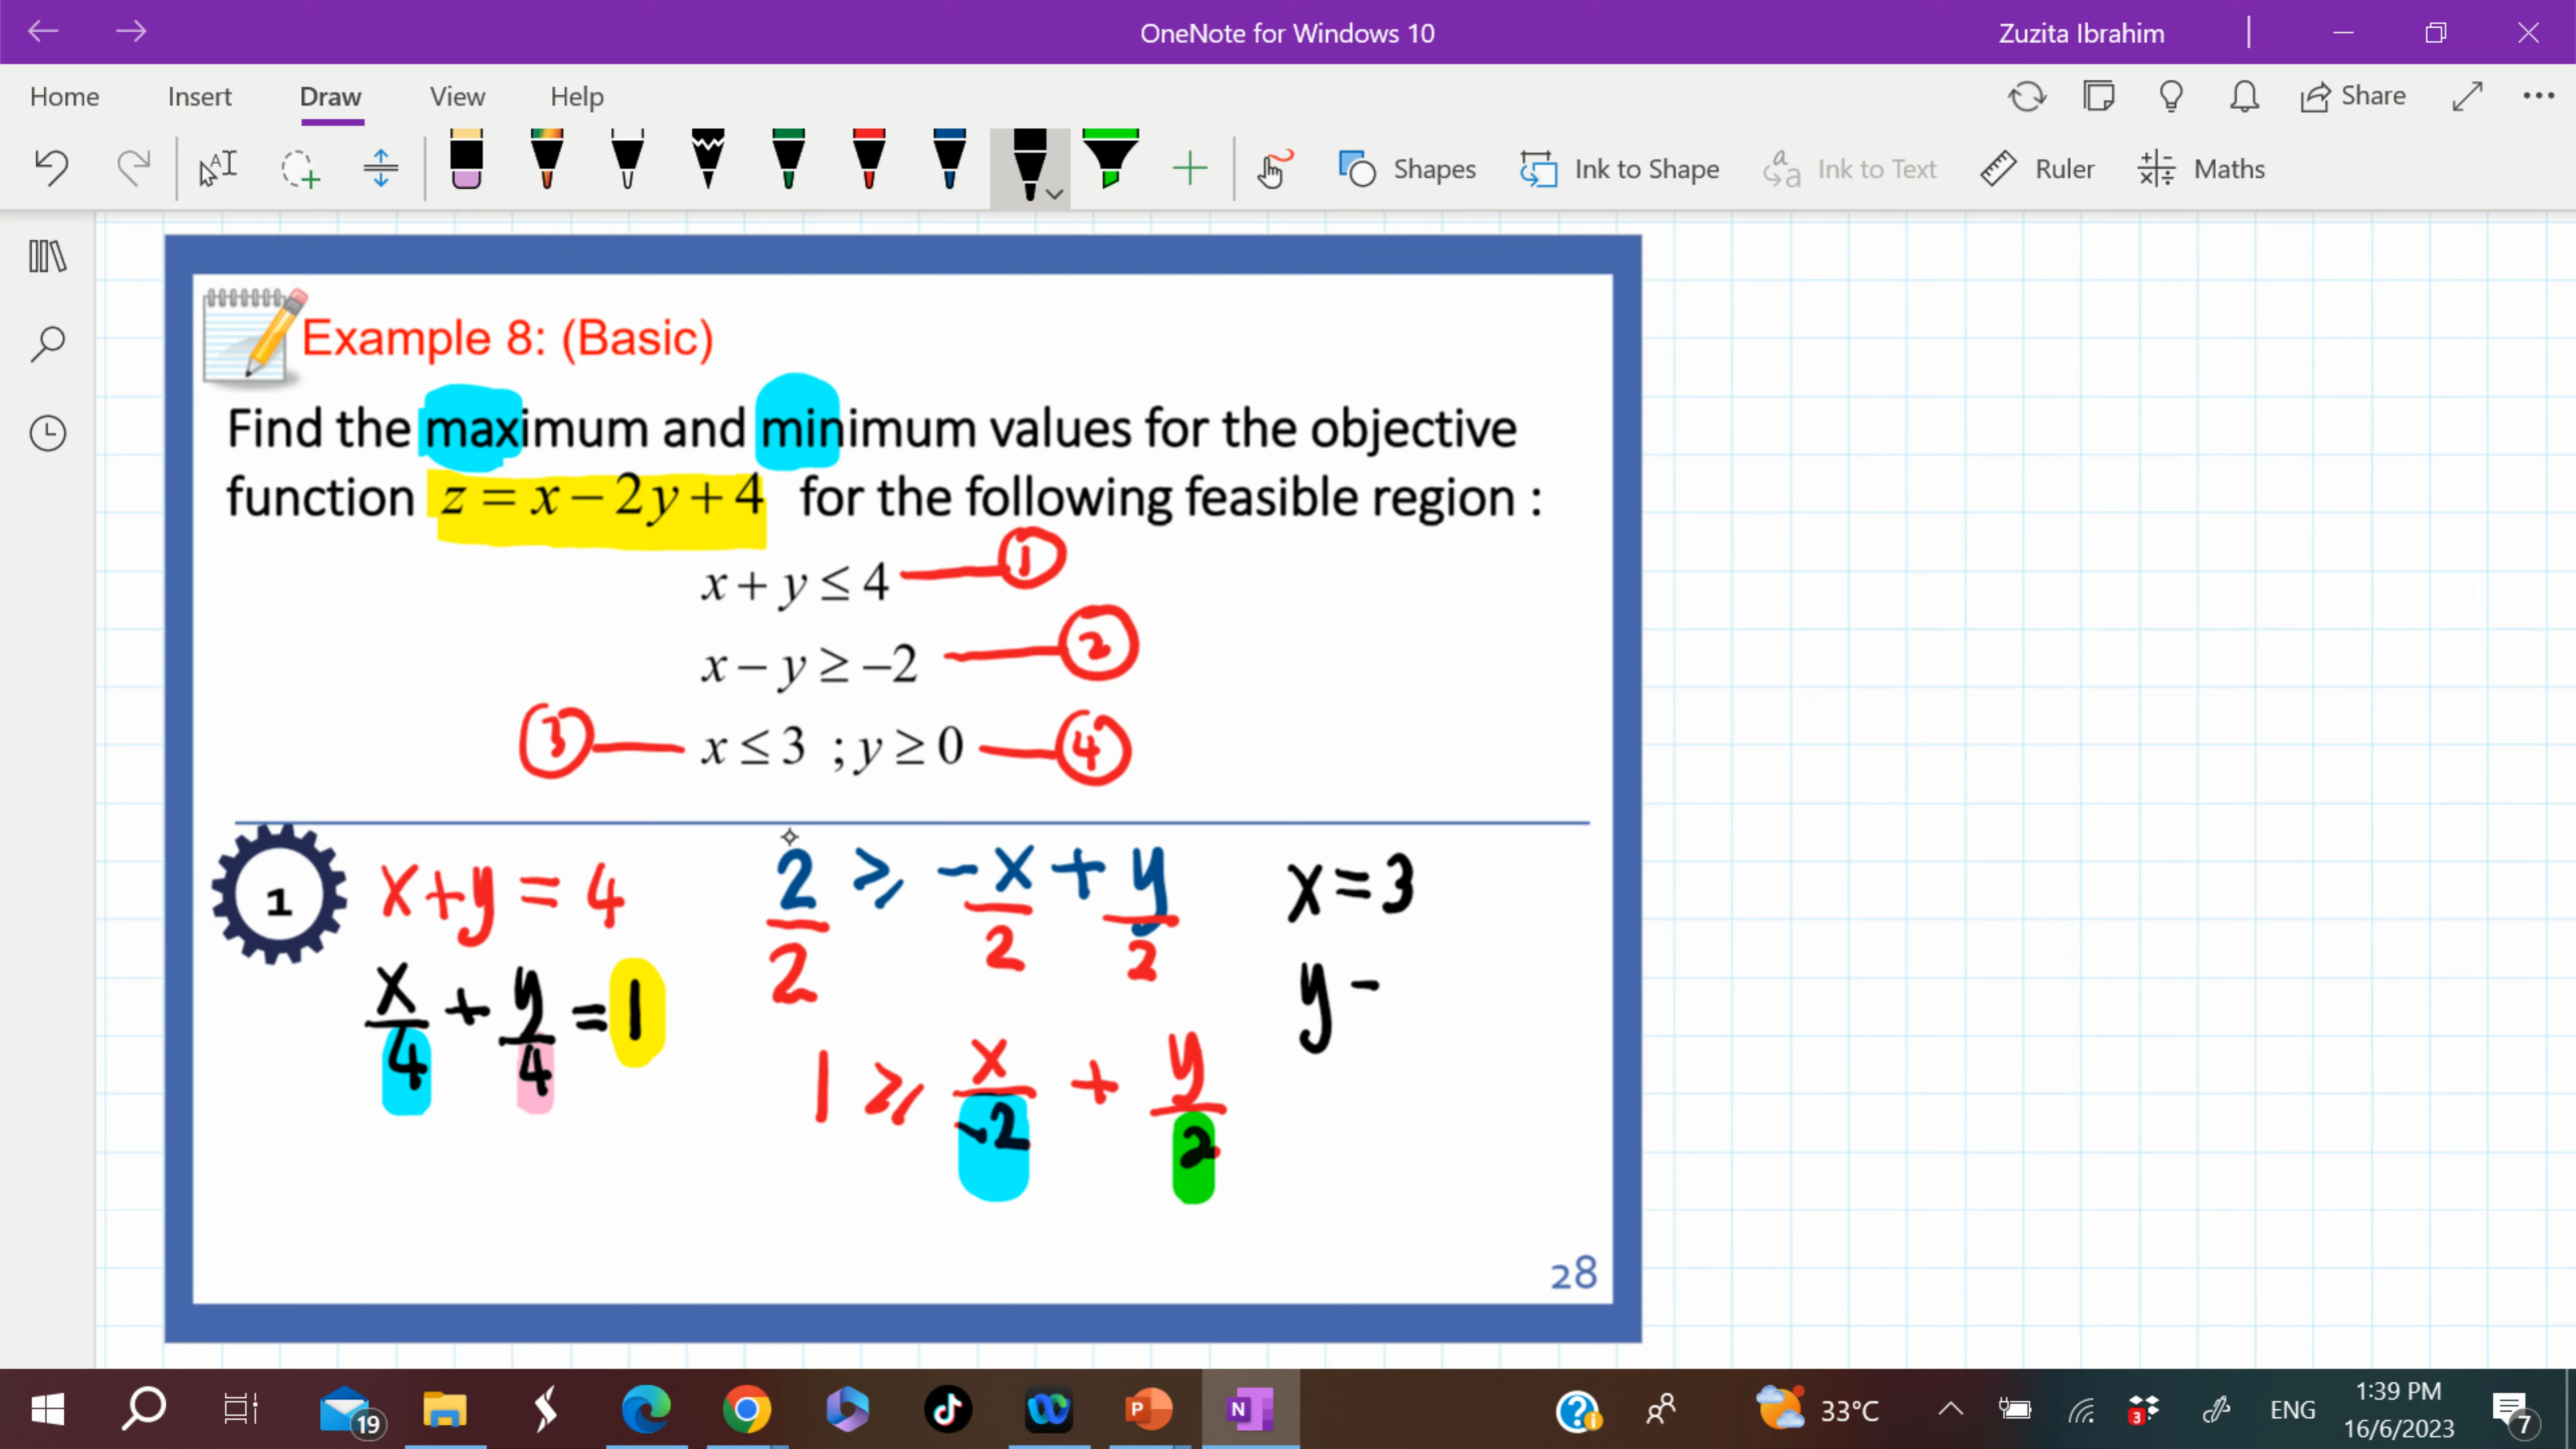 OneNote for Windows 10
Zuzita Ibrahim
Home Insert Draw View Help
Share
Shapes Ink to Shape Ink to Text Ruler Maths
Example 8: (Basic)
Find the maximum and minimum values for the objective
function z = x − 2y + 4 for the following feasible region :
x + y ≤ 4 — ①
x − y ≥ −2 — ②
③ — x ≤ 3 ; y ≥ 0 — ④
1
x+y = 4
x/4 + y/4 = 1
2/2 ≥ -x/2 + y/2
1 ≥ x/-2 + y/2
x = 3
y -
28
19
P
N
33°C
3
ENG
1:39 PM
16/6/2023
7